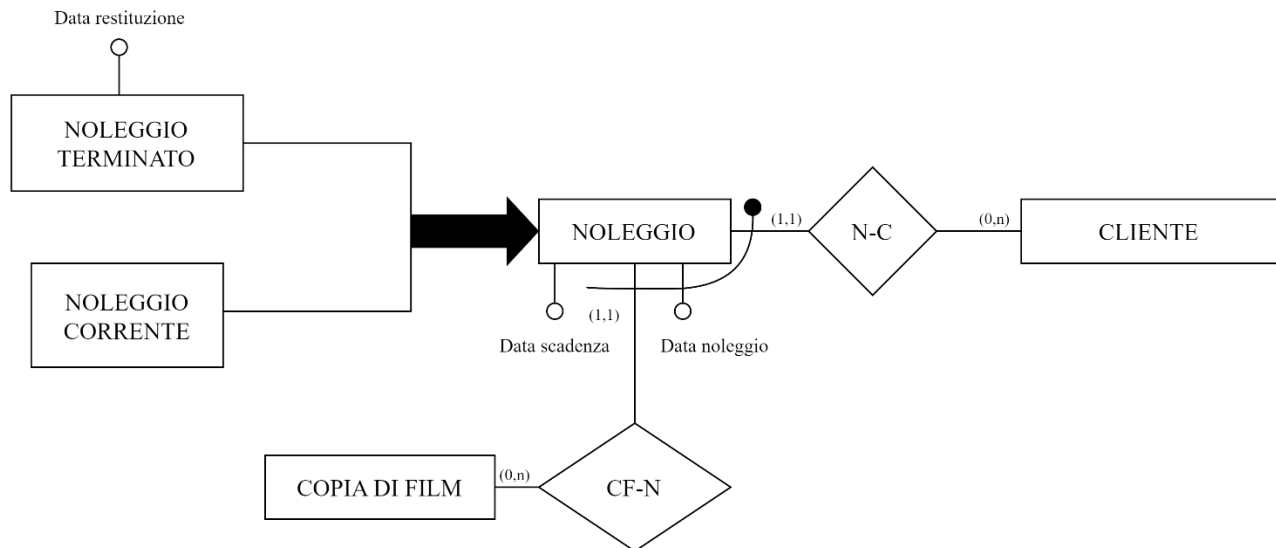 Data restituzione
NOLEGGIO
TERMINATO
NOLEGGIO
(1,1)
N-C
(0,n)
CLIENTE
NOLEGGIO
CORRENTE
(1,1)
Data scadenza
Data noleggio
COPIA DI FILM
(0,n)
CF-N